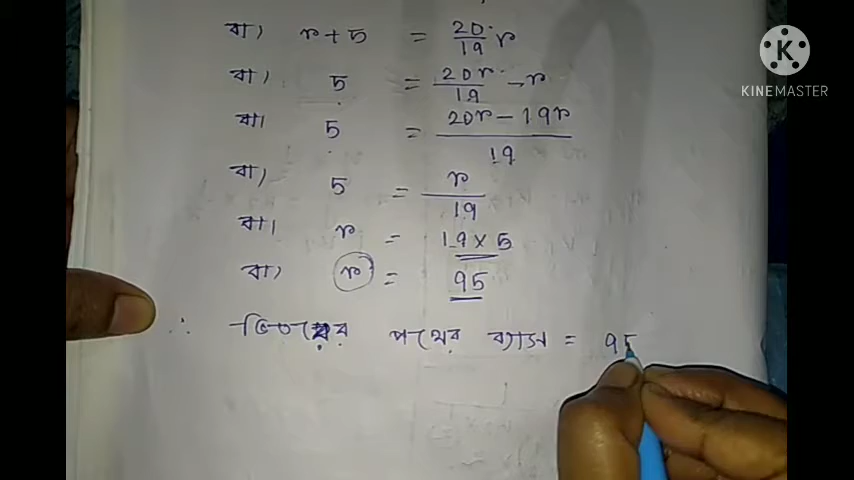 বা, r + 5 = 20/19 r
বা, 5 = 20r/19 - r
বা, 5 = 20r - 19r/19
বা, 5 = r/19
বা, r = 19 × 5
বা, r = 95
∴ ভিতরের পথের ব্যাস = 95
KINEMASTER